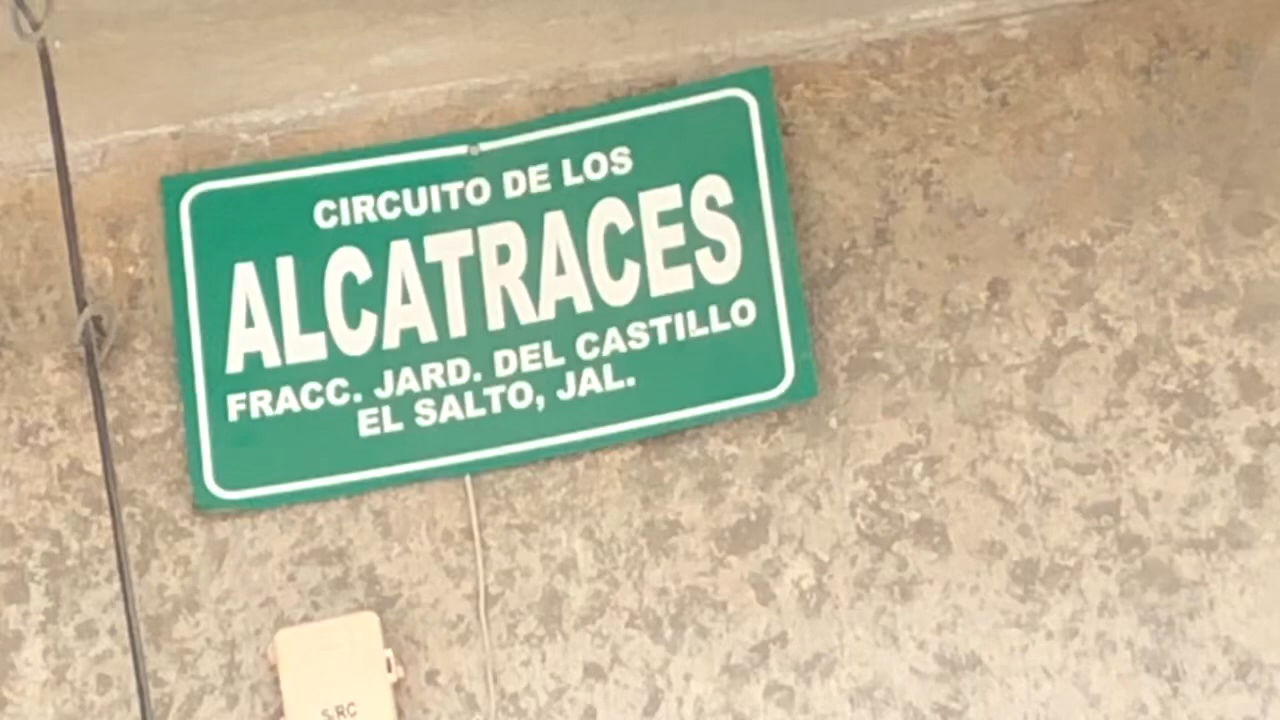 CIRCUITO DE LOS
ALCATRACES
FRACC. JARD. DEL CASTILLO
EL SALTO, JAL.